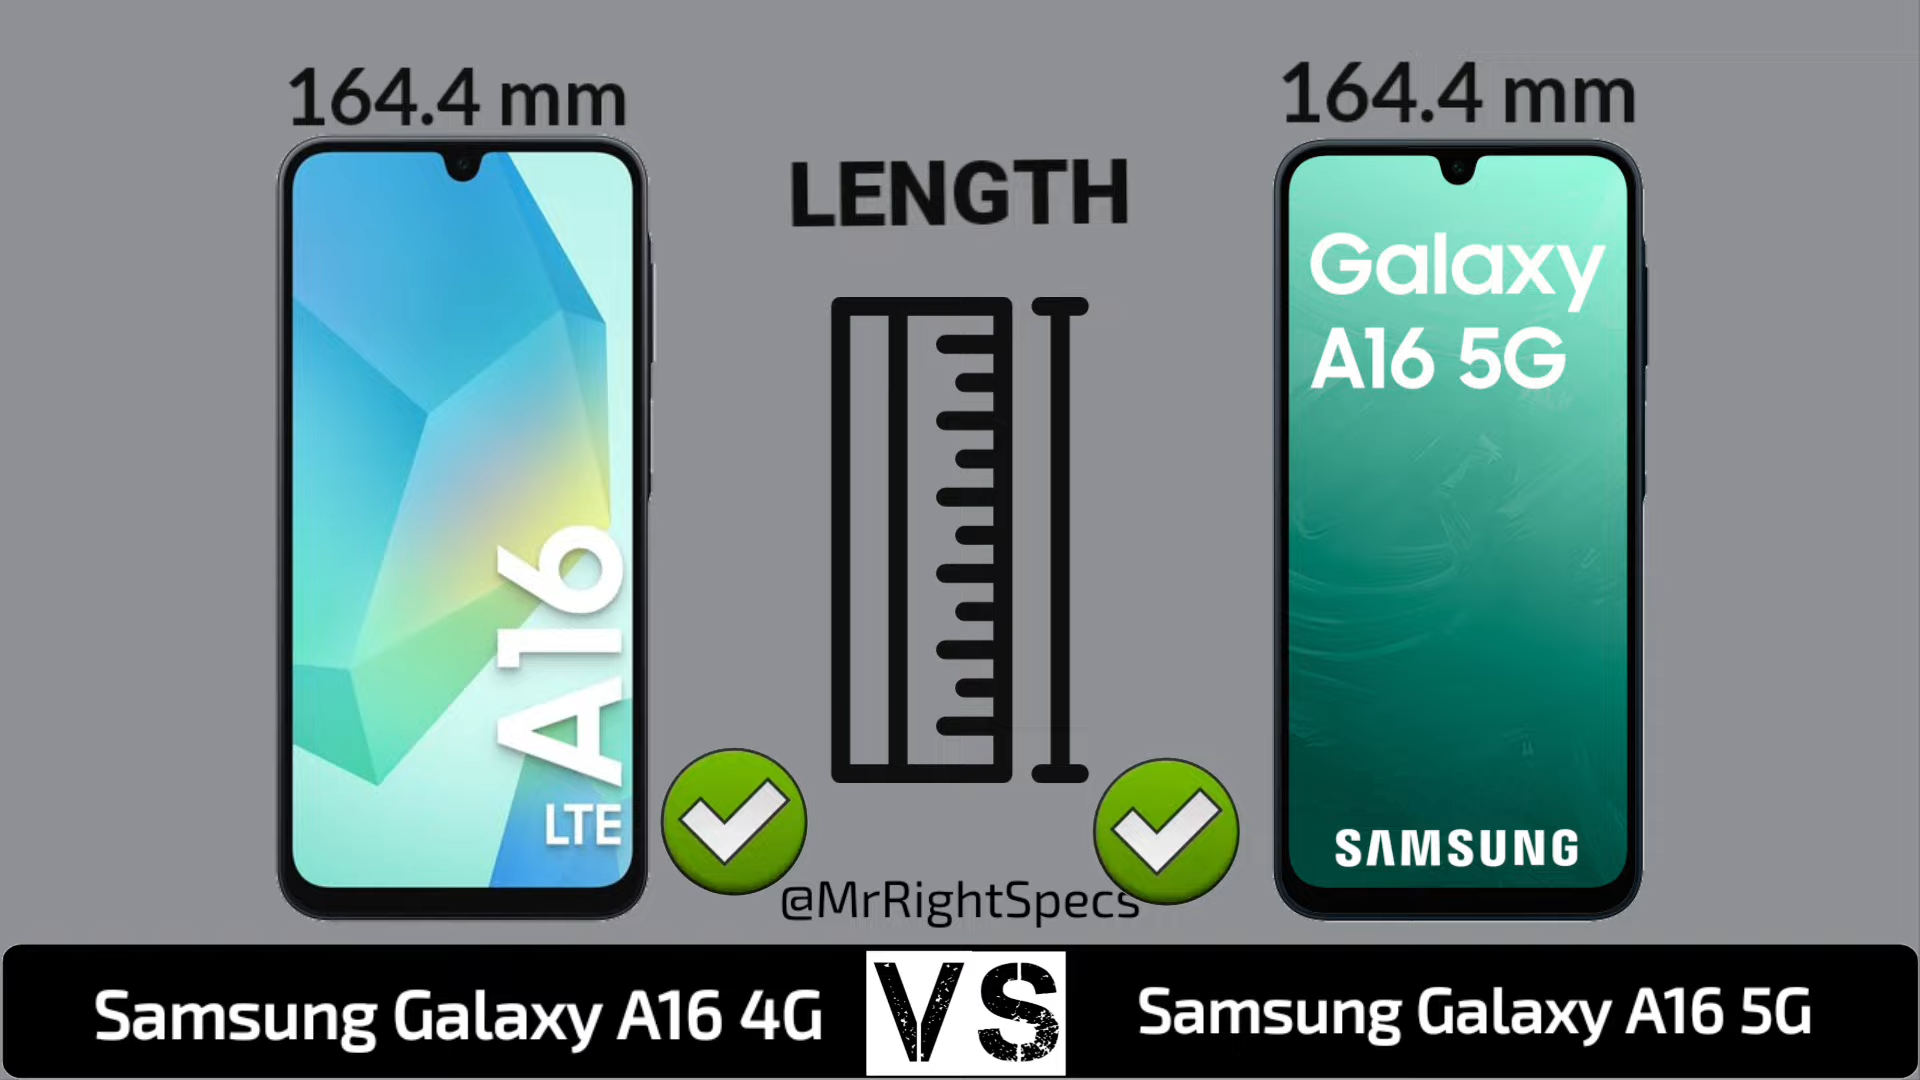 164.4 mm
164.4 mm
LENGTH
Galaxy
A16 5G
A16
LTE
SAMSUNG
@MrRightSpecs
Samsung Galaxy A16 4G
VS
Samsung Galaxy A16 5G